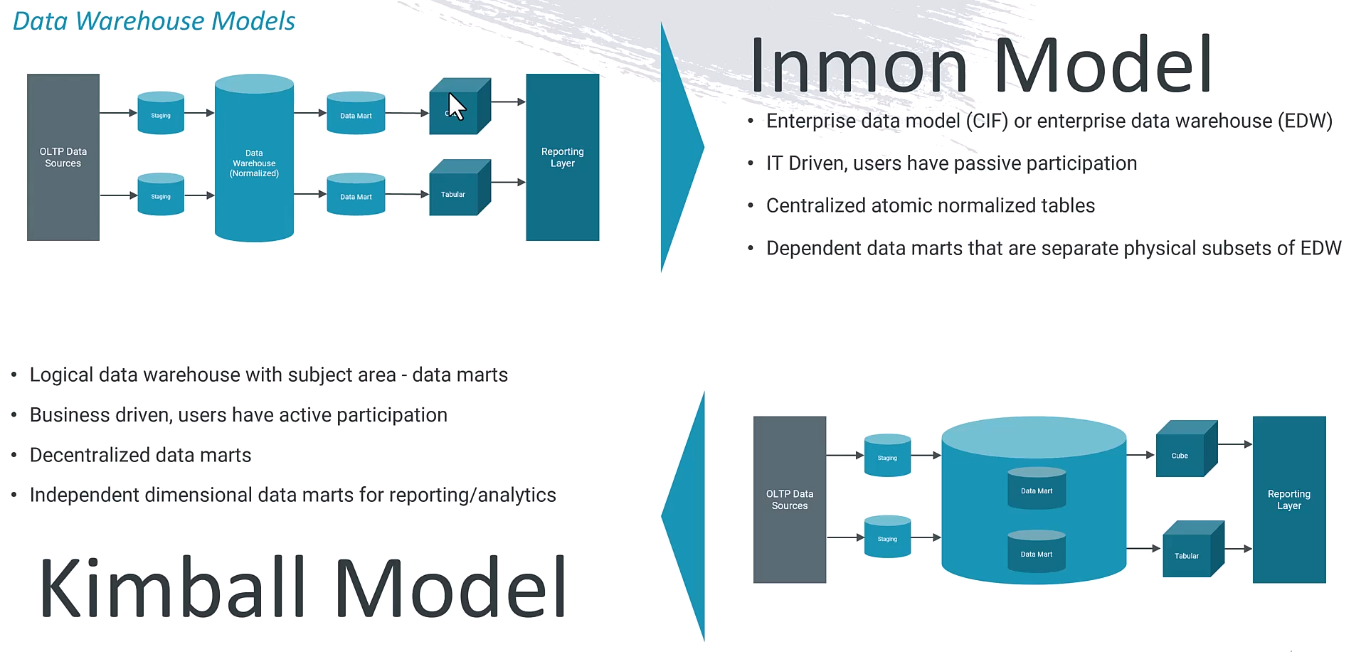 Data Warehouse Models
OLTP Data
Sources
Staging
Staging
Data
Warehouse
(Normalized)
Data Mart
Data Mart
Tabular
Reporting
Layer
Inmon Model
• Enterprise data model (CIF) or enterprise data warehouse (EDW)
• IT Driven, users have passive participation
• Centralized atomic normalized tables
• Dependent data marts that are separate physical subsets of EDW
• Logical data warehouse with subject area - data marts
• Business driven, users have active participation
• Decentralized data marts
• Independent dimensional data marts for reporting/analytics
Kimball Model
OLTP Data
Sources
Staging
Staging
Data Mart
Data Mart
Cube
Tabular
Reporting
Layer